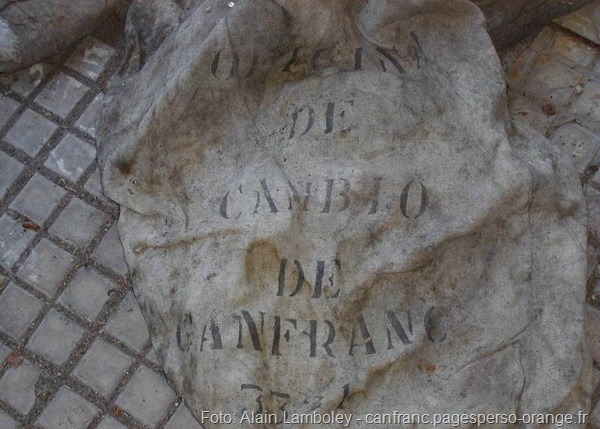 OFICINA
DE
CAMBIO
DE
CANFRANC
Foto: Alain Lamboley - canfranc.pagesperso-orange.fr